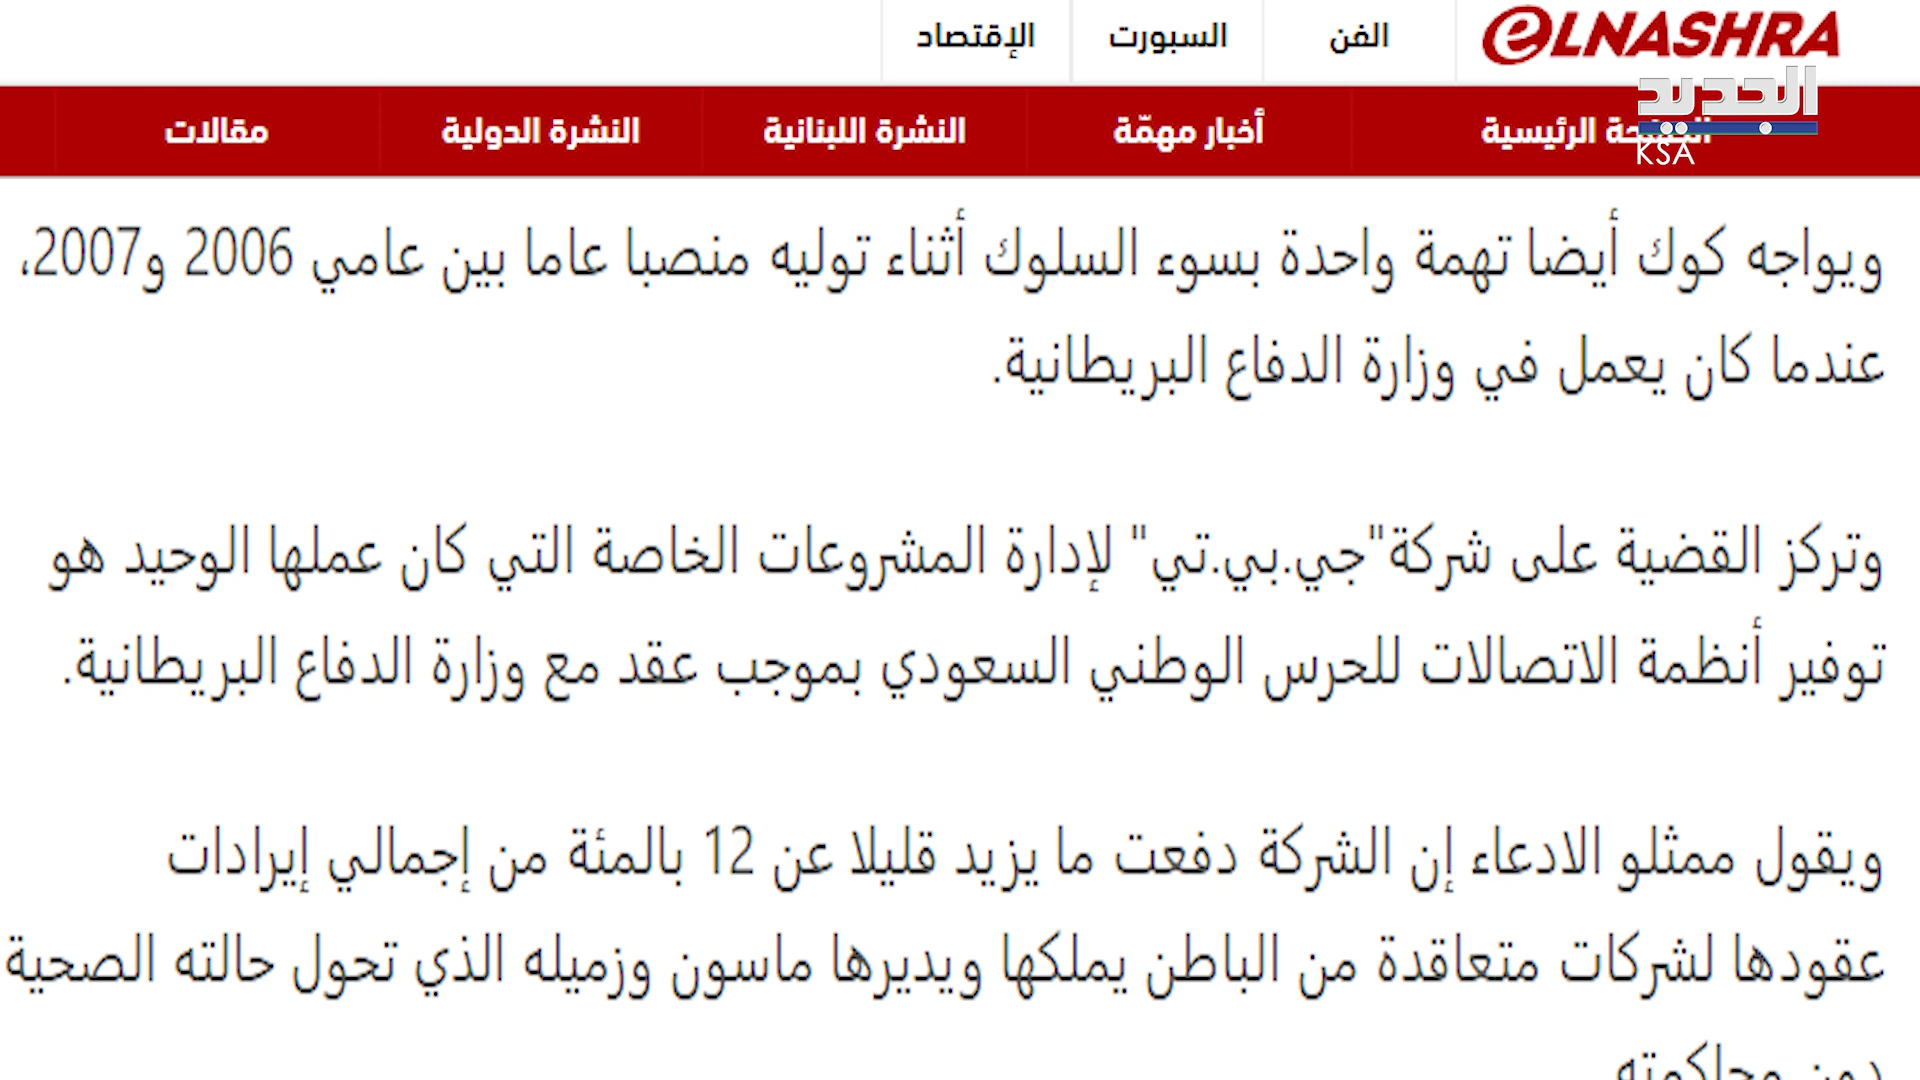 ELNASHRA
الفن
السبورت
الإقتصاد
الجديد
KSA
الرئيسية
أخبار مهمّة
النشرة اللبنانية
النشرة الدولية
مقالات
ويواجه كوك أيضا تهمة واحدة بسوء السلوك أثناء توليه منصبا عاما بين عامي 2006 و2007،
عندما كان يعمل في وزارة الدفاع البريطانية.
وتركز القضية على شركة"جي.بي.تي" لإدارة المشروعات الخاصة التي كان عملها الوحيد هو
توفير أنظمة الاتصالات للحرس الوطني السعودي بموجب عقد مع وزارة الدفاع البريطانية.
ويقول ممثلو الادعاء إن الشركة دفعت ما يزيد قليلا عن 12 بالمئة من إجمالي إيرادات
عقودها لشركات متعاقدة من الباطن يملكها ويديرها ماسون وزميله الذي تحول حالته الصحية
دون محاكمته